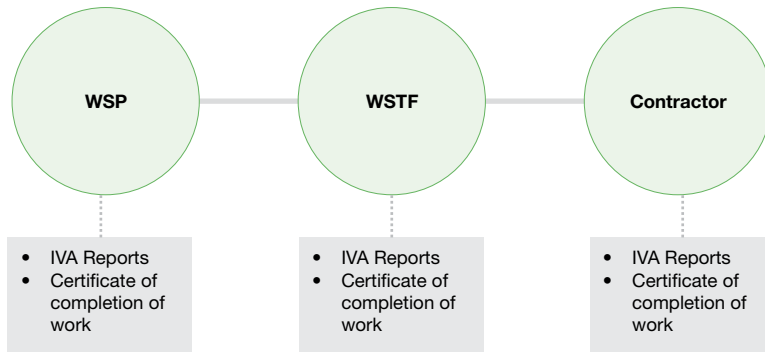 WSP
WSTF
Contractor
• IVA Reports
• Certificate of
completion of
work
• IVA Reports
• Certificate of
completion of
work
• IVA Reports
• Certificate of
completion of
work